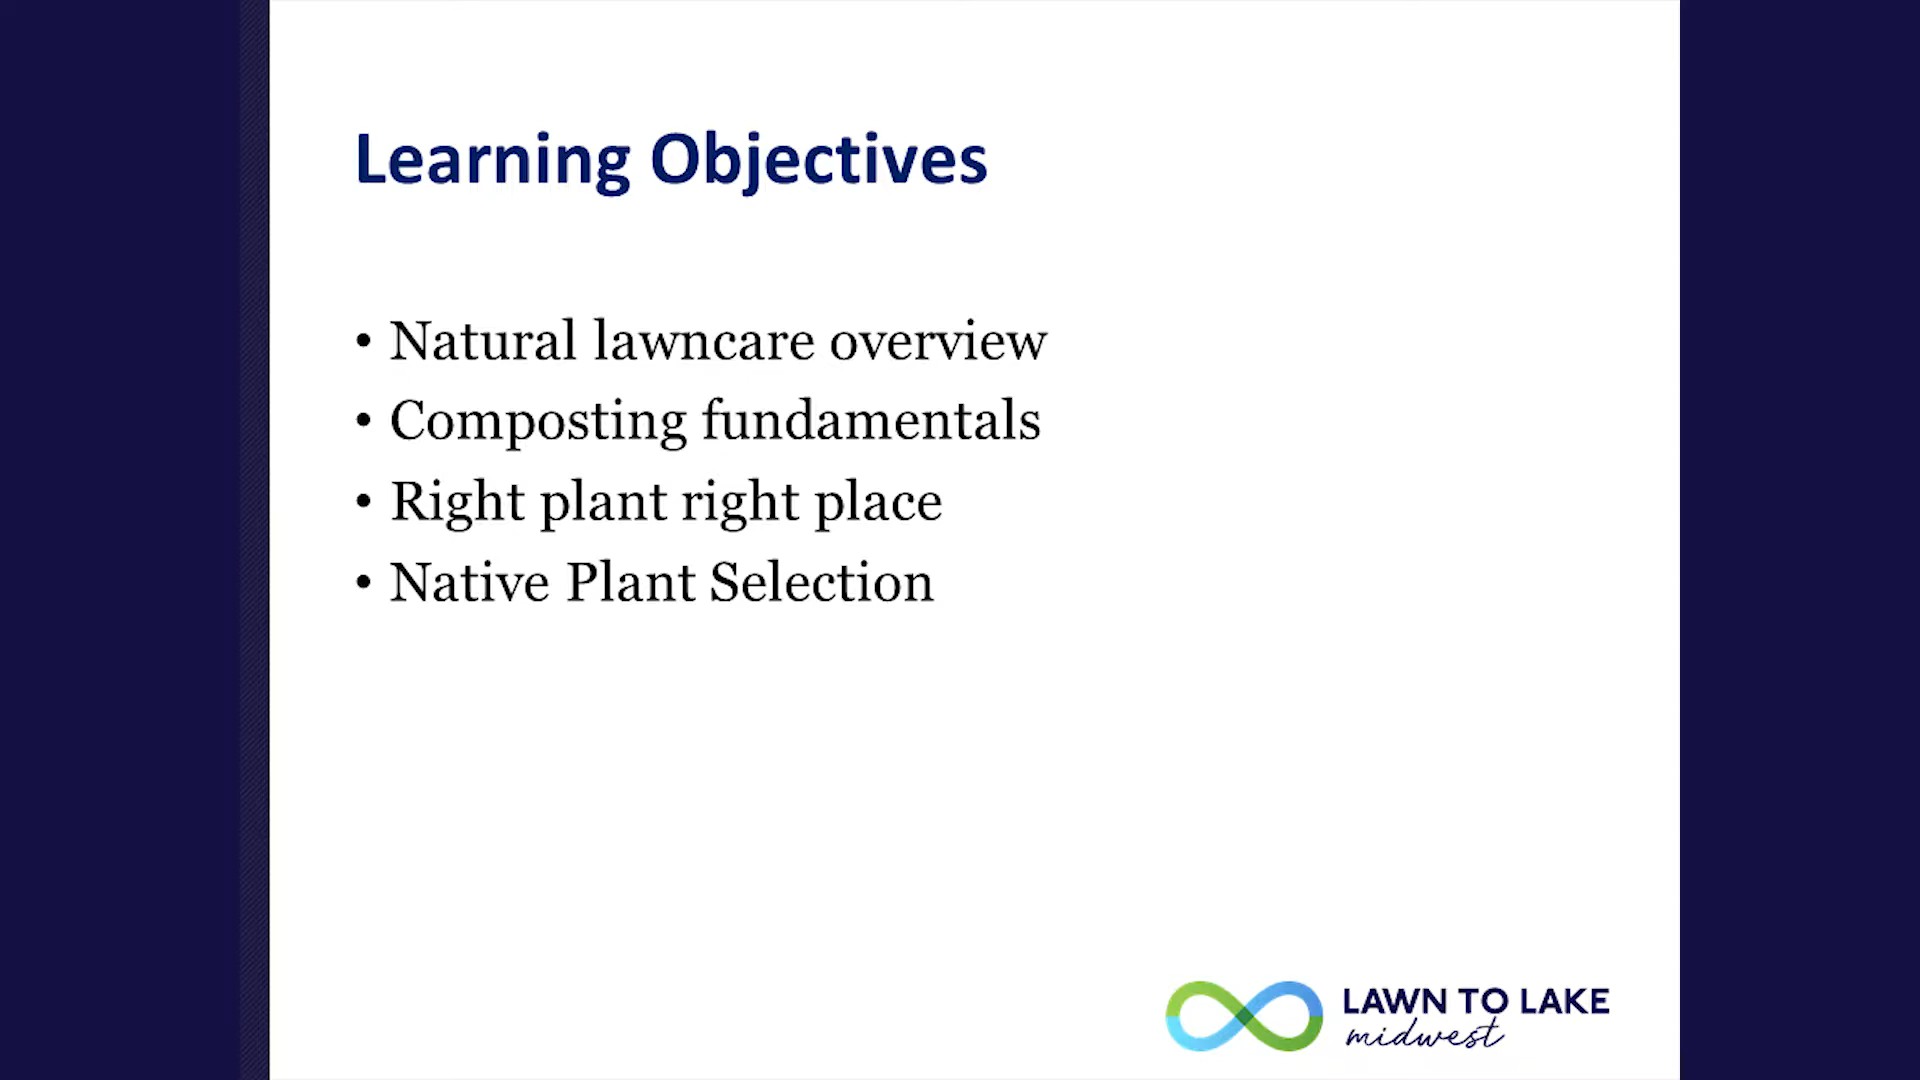 Learning Objectives
• Natural lawncare overview
• Composting fundamentals
• Right plant right place
• Native Plant Selection
LAWN TO LAKE
midwest